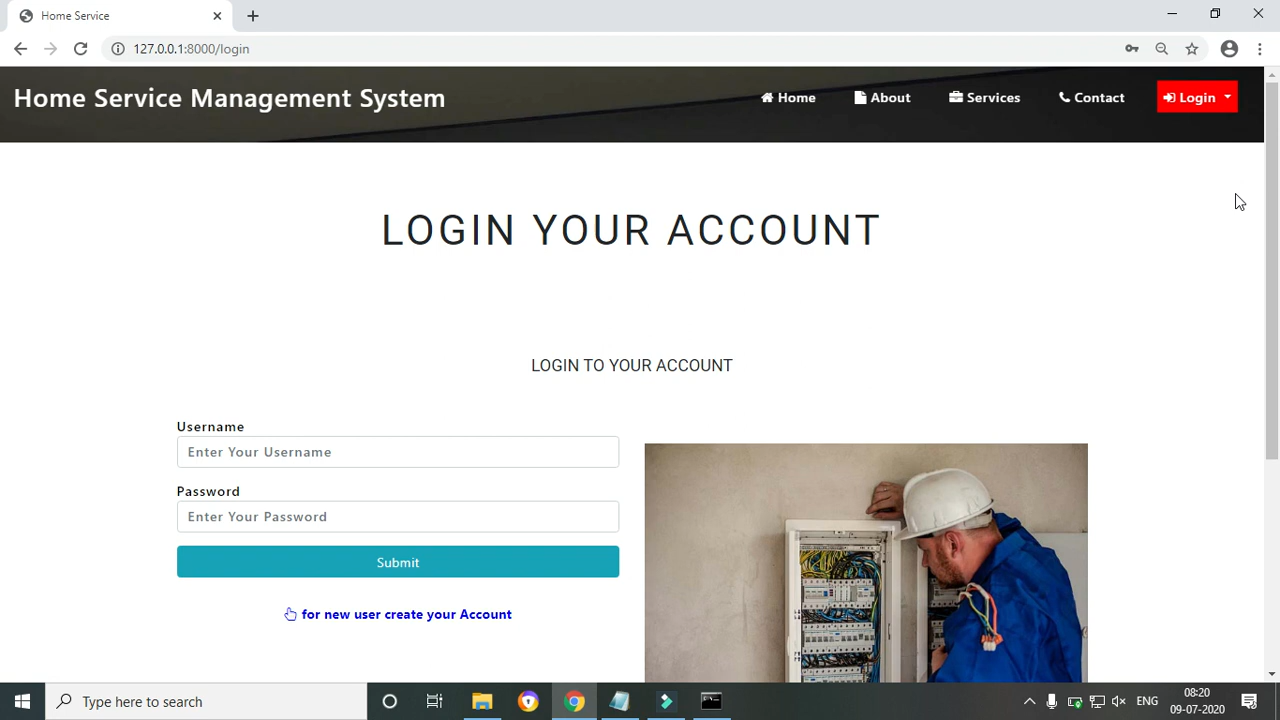 Home Service
127.0.0.1:8000/login
Home Service Management System
Home
About
Services
Contact
Login
LOGIN YOUR ACCOUNT
LOGIN TO YOUR ACCOUNT
Username
Enter Your Username
Password
Enter Your Password
Submit
for new user create your Account
Type here to search
ENG
08:20
09-07-2020